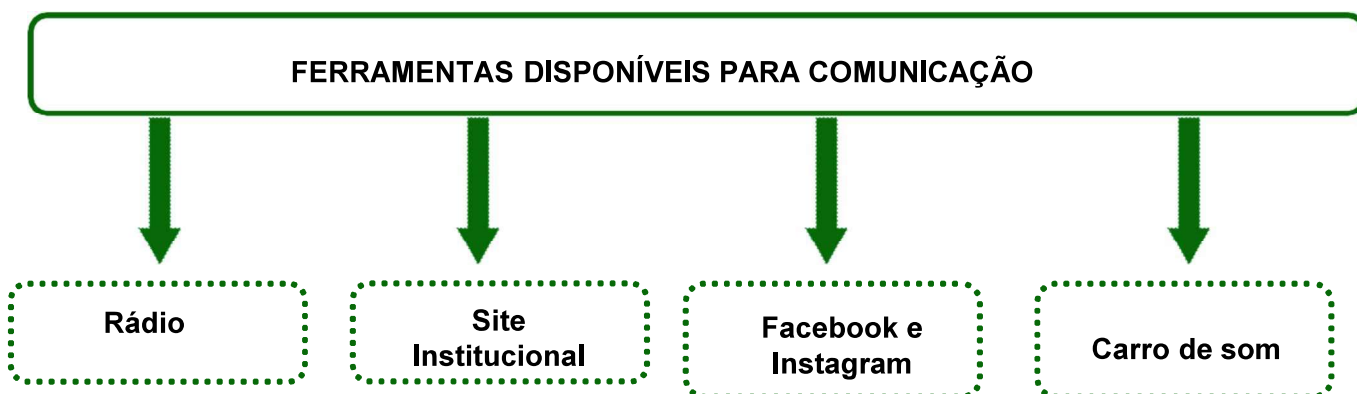 FERRAMENTAS DISPONÍVEIS PARA COMUNICAÇÃO
Rádio
Site
Institucional
Facebook e
Instagram
Carro de som